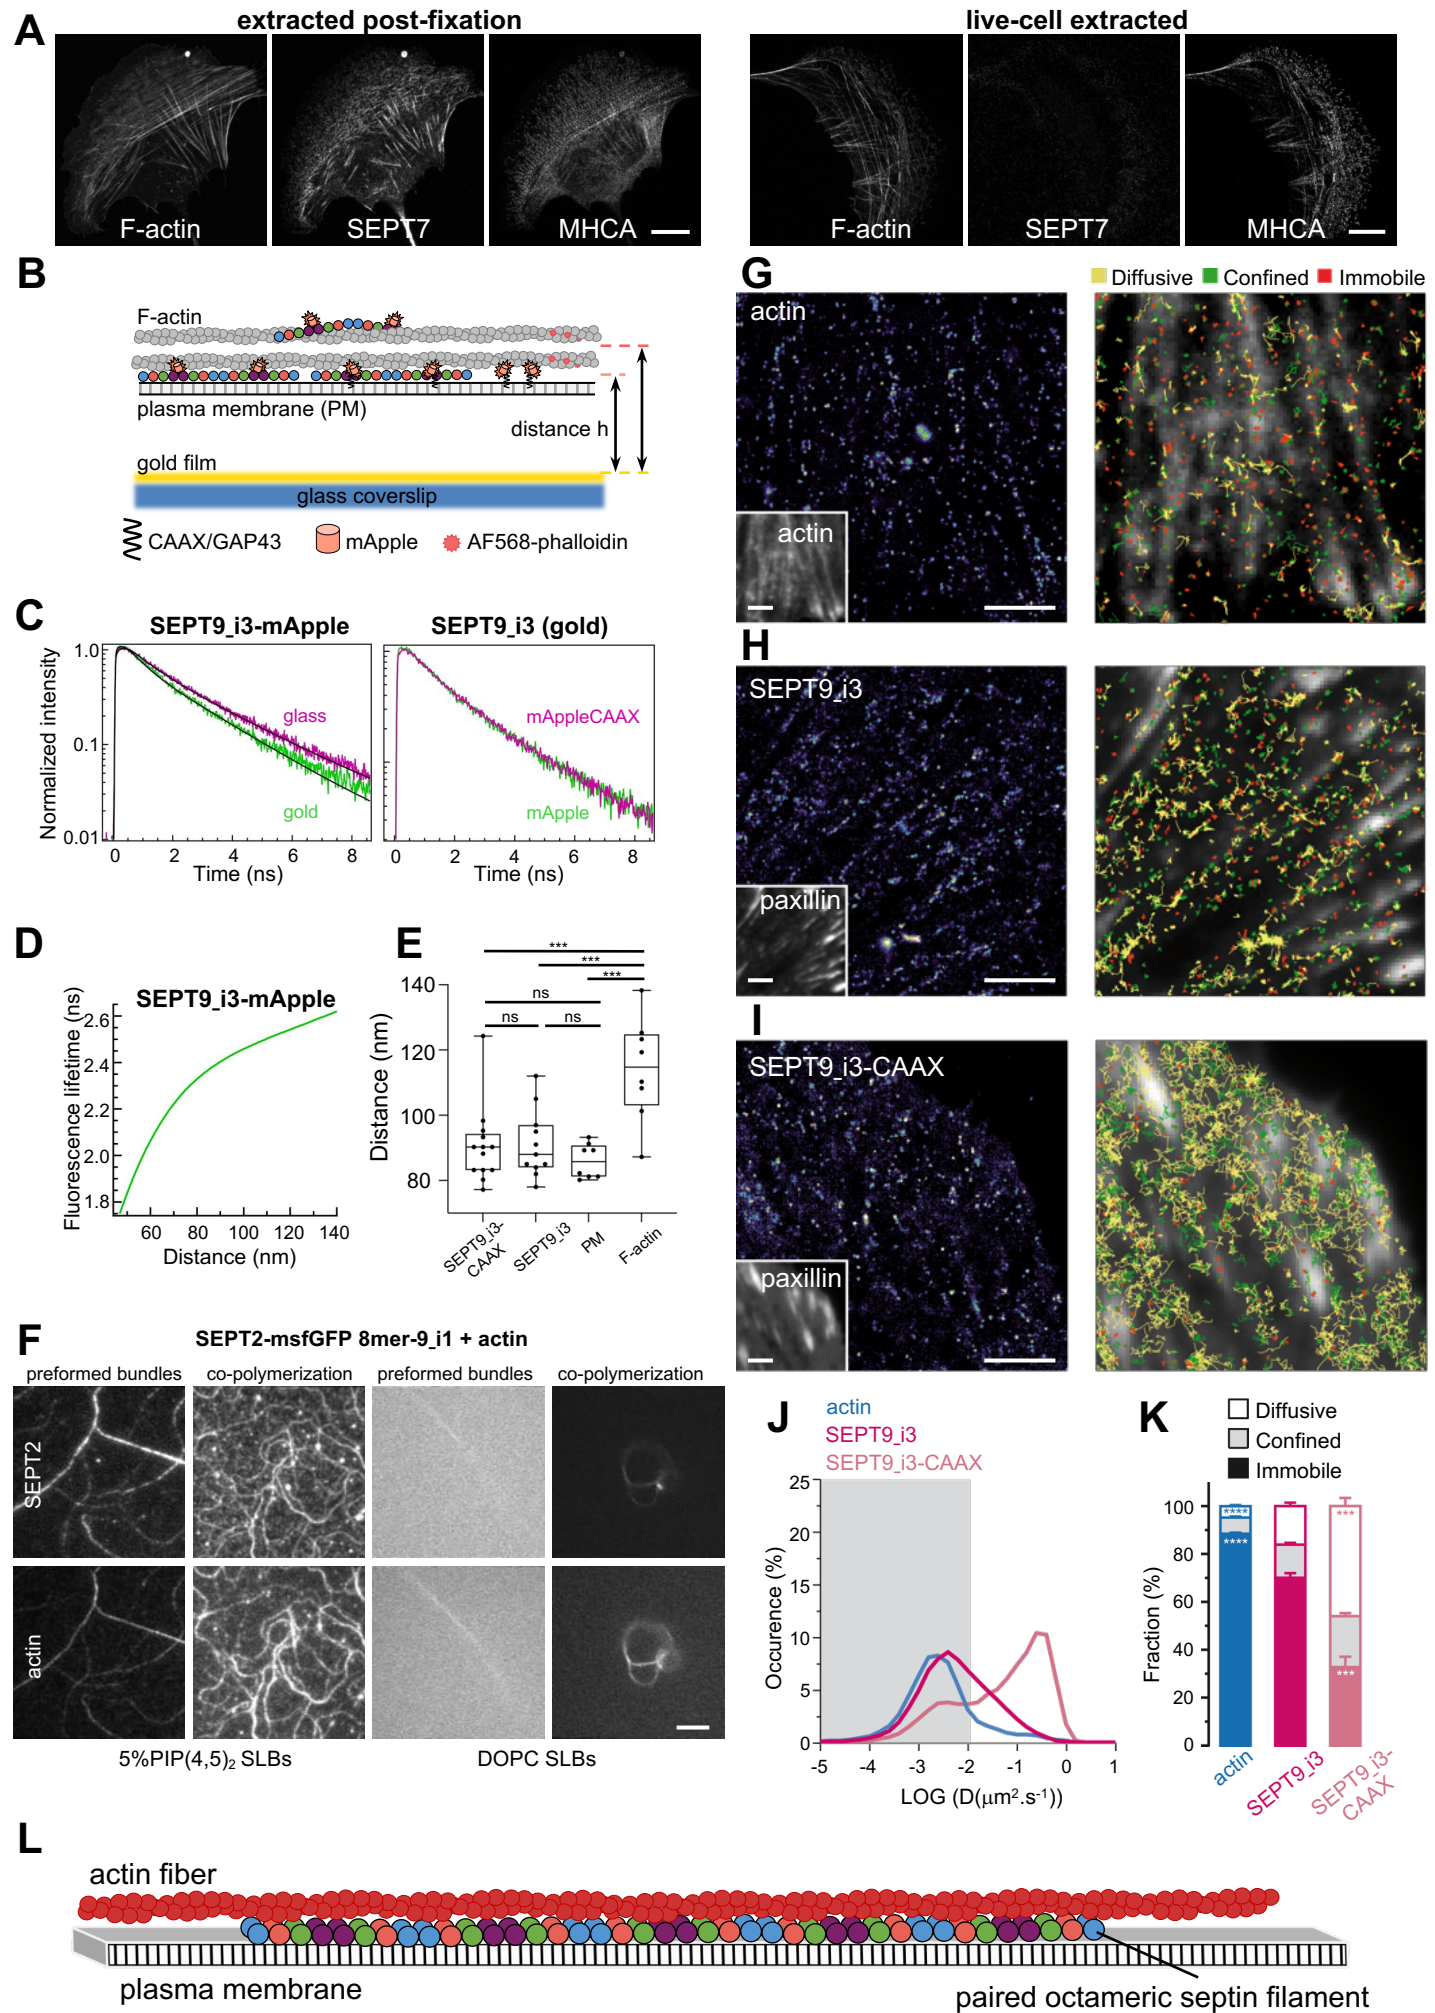 A
extracted post-fixation
live-cell extracted
F-actin
SEPT7
MHCA
F-actin
SEPT7
MHCA
B
F-actin
plasma membrane (PM)
distance h
gold film
glass coverslip
CAAX/GAP43
mApple
AF568-phalloidin
C
SEPT9_i3-mApple
SEPT9_i3 (gold)
Normalized intensity
1.0
0.1
0.01
glass
gold
mAppleCAAX
mApple
0 2 4 6 8
0 2 4 6 8
Time (ns)
Time (ns)
D
SEPT9_i3-mApple
Fluorescence lifetime (ns)
2.6
2.4
2.2
2.0
1.8
60 80 100 120 140
Distance (nm)
E
***
***
***
ns
ns ns
Distance (nm)
140
120
100
80
SEPT9_i3-
CAAX
SEPT9_i3
PM
F-actin
F
SEPT2-msfGFP 8mer-9_i1 + actin
preformed bundles
co-polymerization
preformed bundles
co-polymerization
SEPT2
actin
5%PIP(4,5)₂ SLBs
DOPC SLBs
G
Diffusive Confined Immobile
actin
actin
H
SEPT9_i3
paxillin
I
SEPT9_i3-CAAX
paxillin
J
actin
SEPT9_i3
SEPT9_i3-CAAX
Occurence (%)
25
20
15
10
5
0
-5 -4 -3 -2 -1 0 1
LOG (D(μm².s⁻¹))
K
Diffusive
Confined
Immobile
Fraction (%)
100
80
60
40
20
0
****
****
***
***
actin
SEPT9_i3
SEPT9_i3-
CAAX
L
actin fiber
plasma membrane
paired octameric septin filament